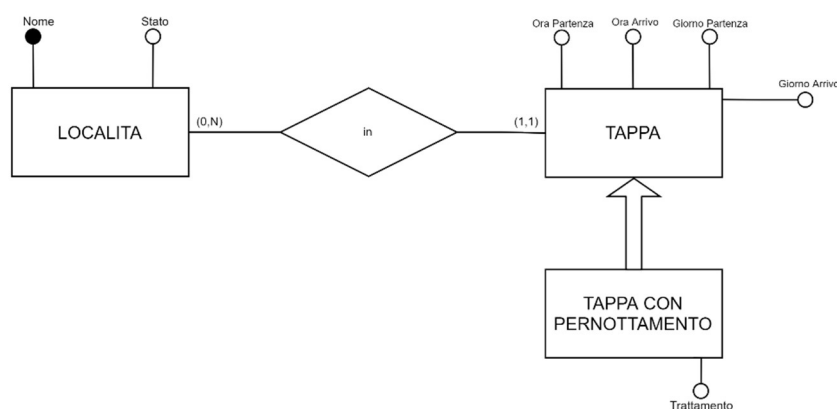 Nome
Stato
Ora Partenza
Ora Arrivo
Giorno Partenza
Giorno Arrivo
LOCALITA
(0,N)
in
(1,1)
TAPPA
TAPPA CON
PERNOTTAMENTO
Trattamento